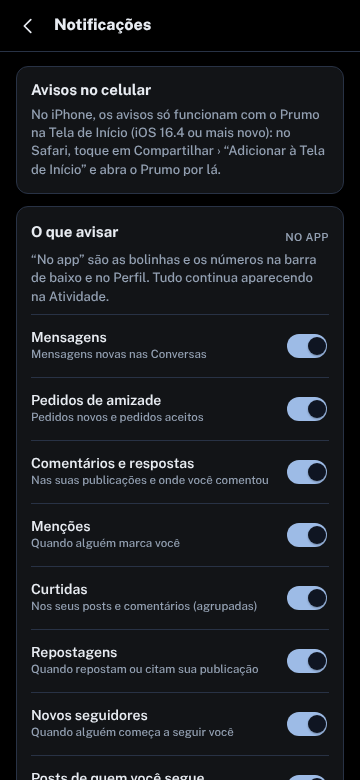 Notificações
Avisos no celular
No iPhone, os avisos só funcionam com o Prumo
na Tela de Início (iOS 16.4 ou mais novo): no
Safari, toque em Compartilhar › “Adicionar à Tela
de Início” e abra o Prumo por lá.
O que avisar
NO APP
“No app” são as bolinhas e os números na barra
de baixo e no Perfil. Tudo continua aparecendo
na Atividade.
Mensagens
Mensagens novas nas Conversas
Pedidos de amizade
Pedidos novos e pedidos aceitos
Comentários e respostas
Nas suas publicações e onde você comentou
Menções
Quando alguém marca você
Curtidas
Nos seus posts e comentários (agrupadas)
Repostagens
Quando repostam ou citam sua publicação
Novos seguidores
Quando alguém começa a seguir você
Posts de quem você segue